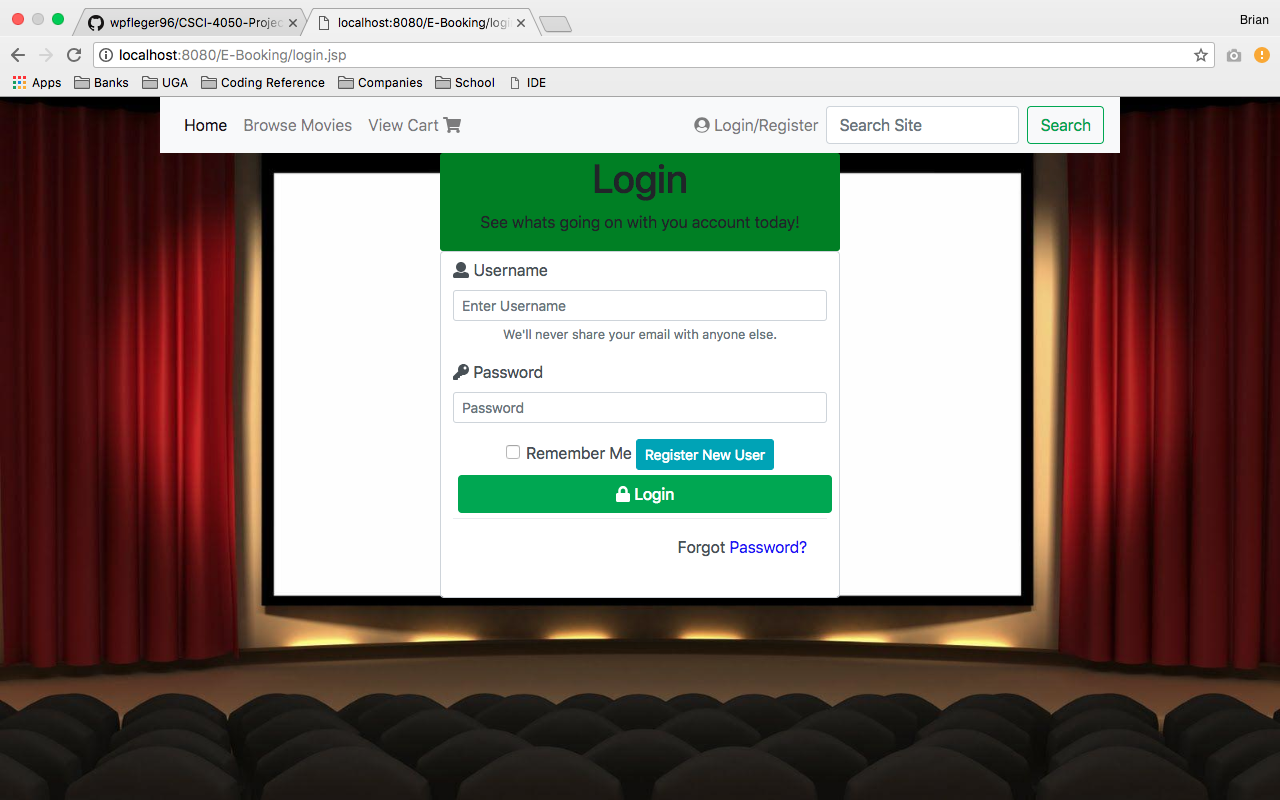 wpfleger96/CSCI-4050-Projec
localhost:8080/E-Booking/logi
Brian
localhost:8080/E-Booking/login.jsp
Apps Banks UGA Coding Reference Companies School IDE
Home Browse Movies View Cart Login/Register Search Site Search
Login
See whats going on with you account today!
Username
Enter Username
We'll never share your email with anyone else.
Password
Password
Remember Me Register New User
Login
Forgot Password?